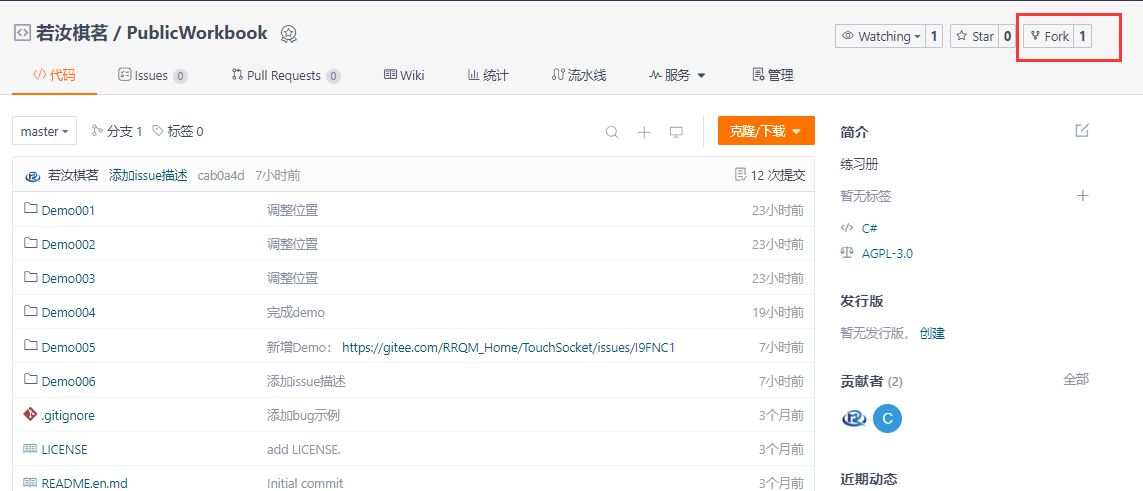 若汝棋茗 / PublicWorkbook
Watching 1 Star 0 Fork 1
代码 Issues 0 Pull Requests 0 Wiki 统计 流水线 服务 管理
master 分支 1 标签 0 克隆/下载
若汝棋茗 添加issue描述 cab0a4d 7小时前 12 次提交
Demo001 调整位置 23小时前
Demo002 调整位置 23小时前
Demo003 调整位置 23小时前
Demo004 完成demo 19小时前
Demo005 新增Demo： https://gitee.com/RRQM_Home/TouchSocket/issues/I9FNC1 7小时前
Demo006 添加issue描述 7小时前
.gitignore 添加bug示例 3个月前
LICENSE add LICENSE. 3个月前
README.en.md Initial commit 3个月前
简介
练习册
暂无标签
C#
AGPL-3.0
发行版
暂无发行版， 创建
贡献者 (2) 全部
C
近期动态